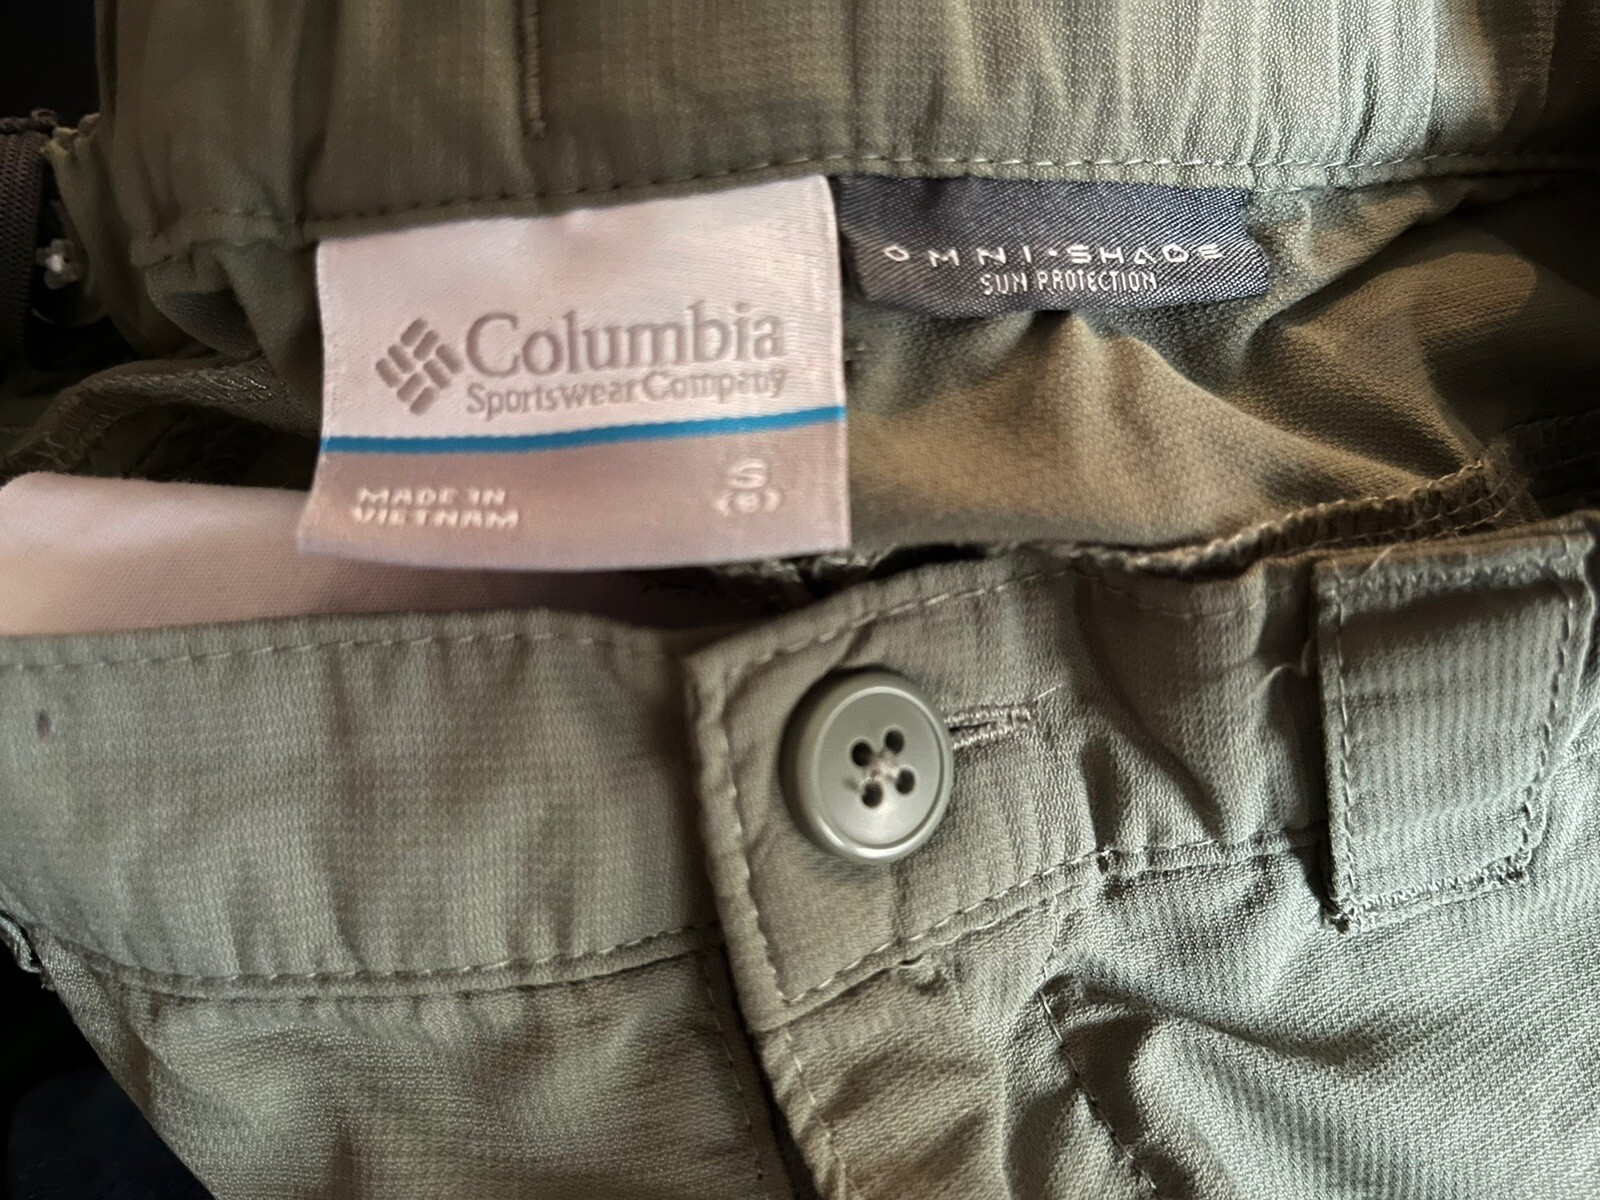 Columbia
Sportswear Company
MADE IN
VIETNAM
S
OMNI-SHADE
SUN PROTECTION